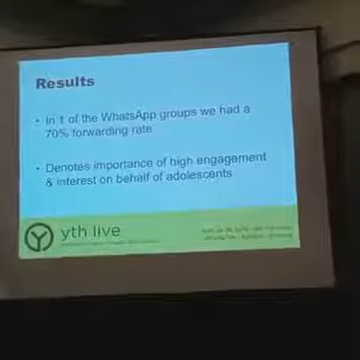 Results
• In 1 of the WhatsApp groups we had a
70% forwarding rate
• Denotes importance of high engagement
& interest on behalf of adolescents
yth live